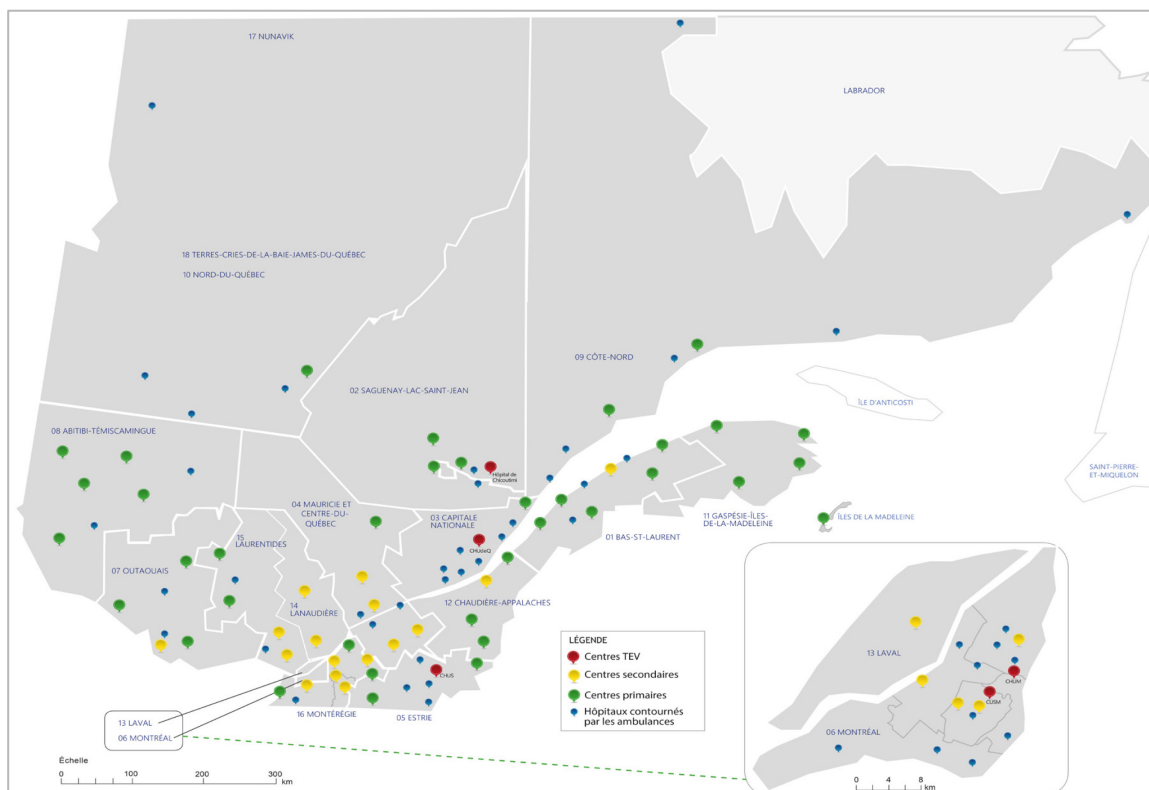 17 NUNAVIK
LABRADOR
18 TERRES-CRIES-DE-LA-BAIE-JAMES-DU-QUÉBEC
10 NORD-DU-QUÉBEC
09 CÔTE-NORD
02 SAGUENAY-LAC-SAINT-JEAN
ÎLE D'ANTICOSTI
08 ABITIBI-TÉMISCAMINGUE
SAINT-PIERRE-
ET-MIQUELON
Hôpital de
Chicoutimi
04 MAURICIE ET
CENTRE-DU-
QUÉBEC
03 CAPITALE
NATIONALE
11 GASPÉSIE-ÎLES-
DE-LA-MADELEINE
ÎLES DE LA MADELEINE
01 BAS-ST-LAURENT
15
LAURENTIDES
CHUdeQ
07 OUTAOUAIS
14
LANAUDIÈRE
12 CHAUDIÈRE-APPALACHES
LÉGENDE
Centres TEV
Centres secondaires
Centres primaires
Hôpitaux contournés
par les ambulances
CHUS
16 MONTÉRÉGIE
05 ESTRIE
13 LAVAL
06 MONTRÉAL
13 LAVAL
CHUM
CUSM
06 MONTRÉAL
Échelle
0 100 200 300
km
0 4 8
km